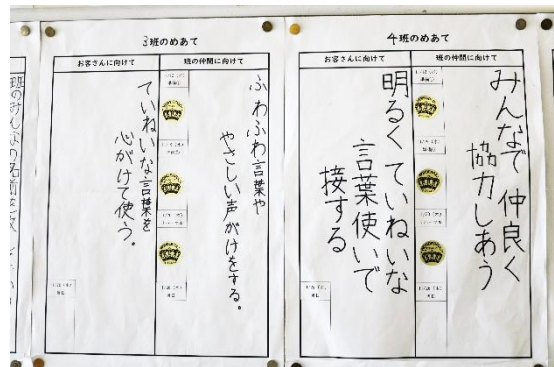 3班のめあて
お客さんに向けて
班の仲間に向けて
ふわふわ言葉や
やさしい声がけをする。
ていねいな言葉を
心がけて使う。
4班のめあて
お客さんに向けて
班の仲間に向けて
みんなで仲良く
協力しあう
明るくていねいな
言葉使いで
接する